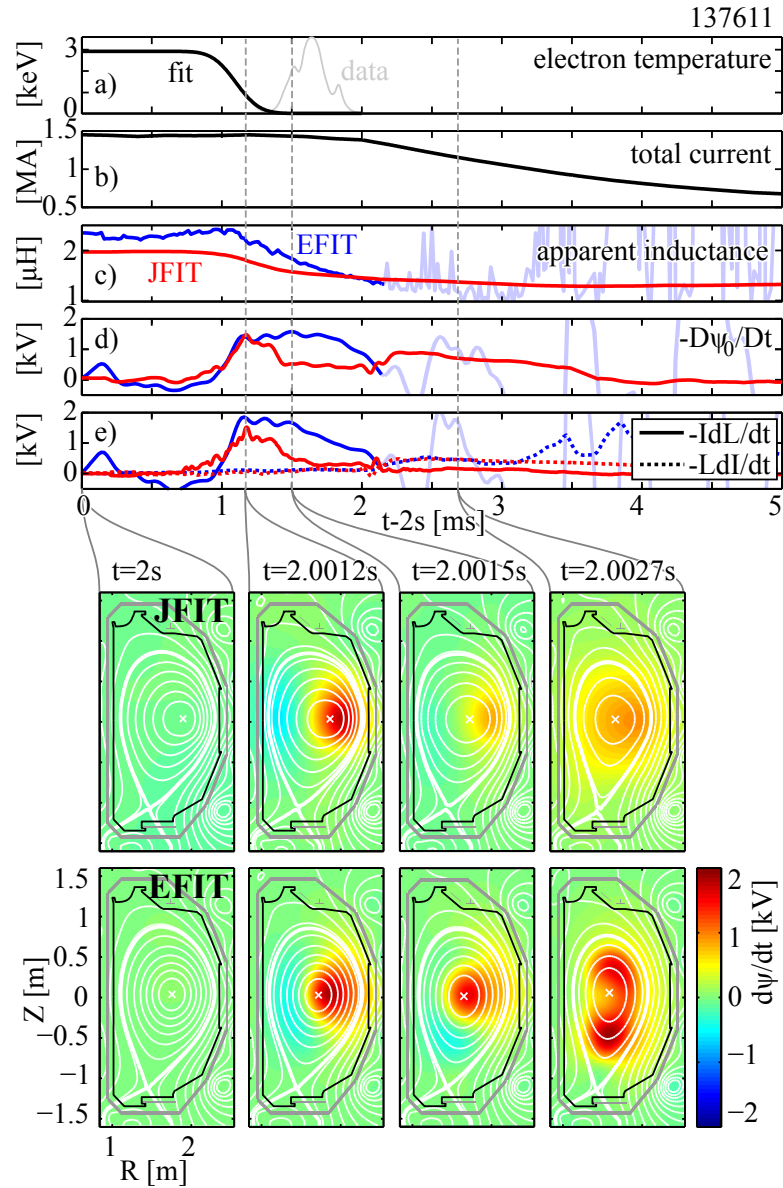 137611
3
0
[keV]
a)
fit
data
electron temperature
1.5
1
0.5
[MA]
b)
total current
2
1
[μH]
c)
EFIT
JFIT
apparent inductance
2
1
0
[kV]
d)
-Dψ₀/Dt
2
1
0
[kV]
e)
-IdL/dt
-LdI/dt
0 1 2 3 4 5
t-2s [ms]
t=2s t=2.0012s t=2.0015s t=2.0027s
JFIT
EFIT
1.5
1
0.5
0
−0.5
−1
−1.5
Z [m]
1 2
R [m]
2
1
0
−1
−2
dψ/dt [kV]